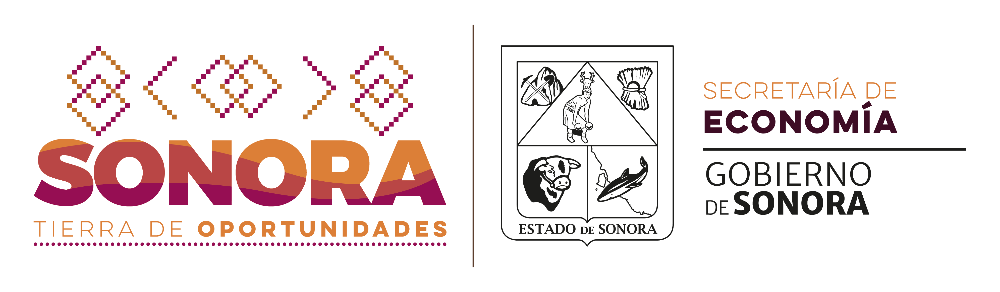 SONORA
TIERRA DE OPORTUNIDADES
ESTADO DE SONORA
SECRETARÍA DE
ECONOMÍA
GOBIERNO
DE SONORA